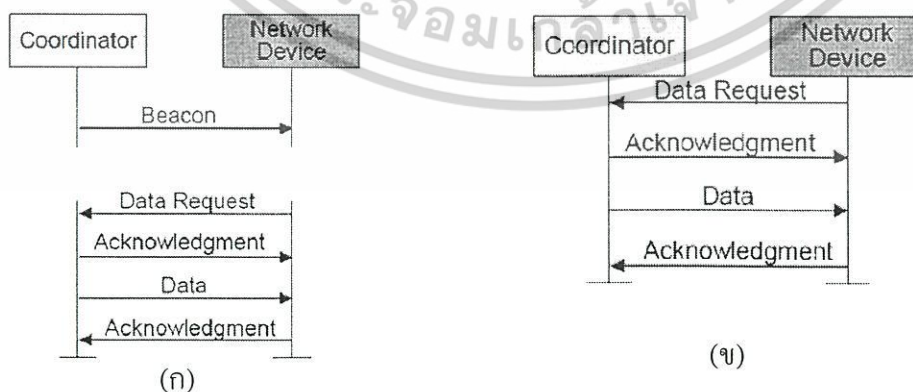 Coordinator
Network
Device
Beacon
Data Request
Acknowledgment
Data
Acknowledgment
(ก)
Coordinator
Network
Device
Data Request
Acknowledgment
Data
Acknowledgment
(ข)